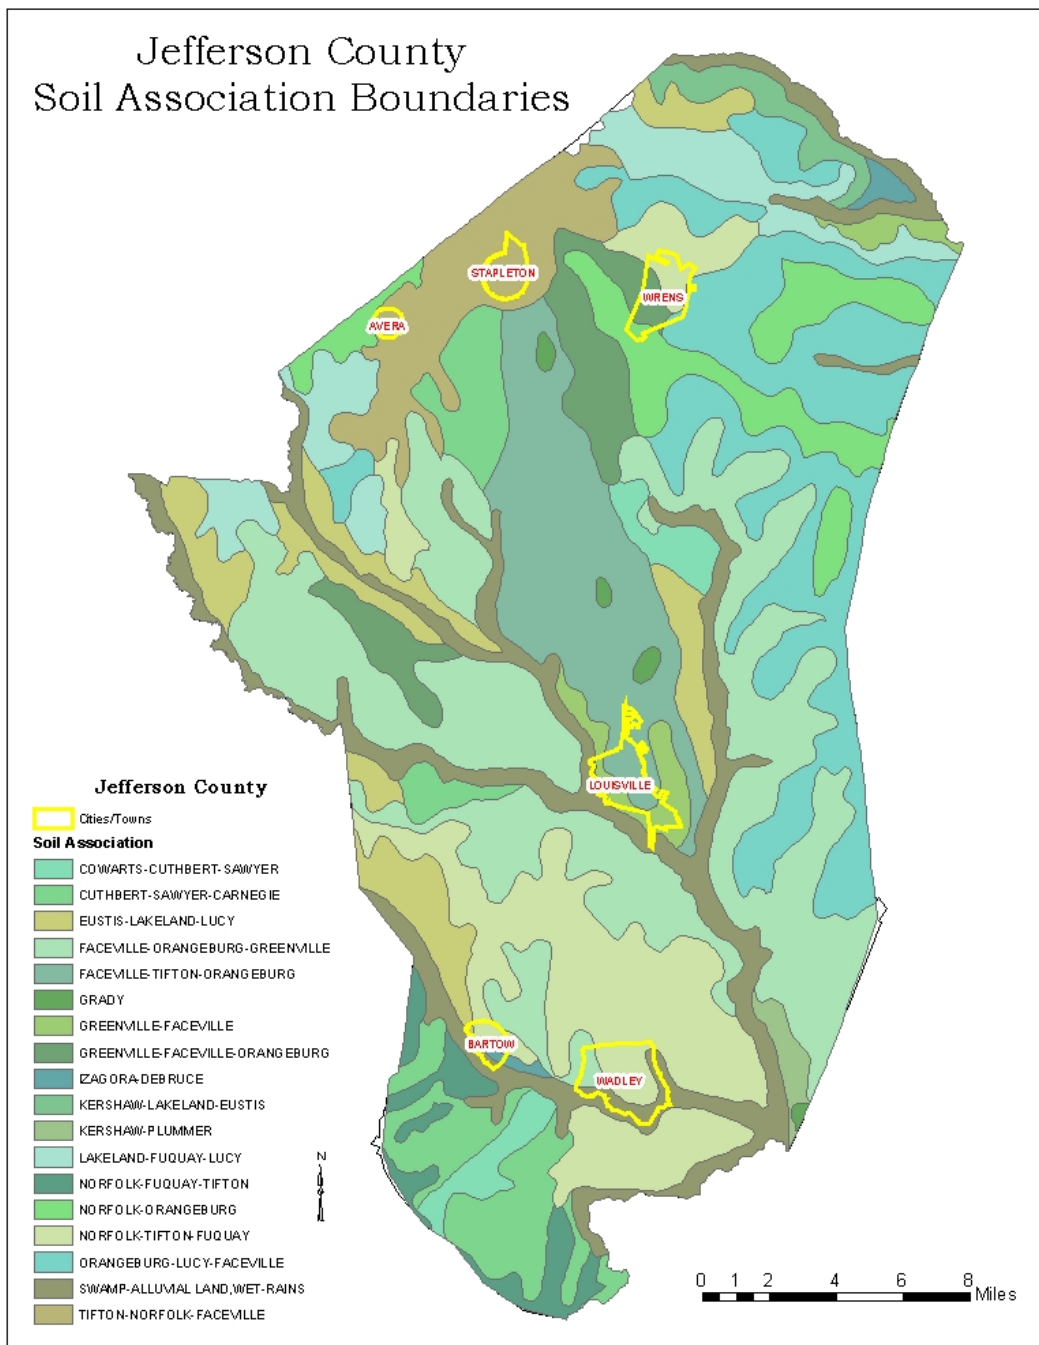 Jefferson County
Soil Association Boundaries
STAPLETON
WRENS
AVERA
LOUISVILLE
BARTOW
WADLEY
Jefferson County
Cities/Towns
Soil Association
COWARTS-CUTHBERT-SAWYER
CUTHBERT-SAWYER-CARNEGIE
EUSTIS-LAKELAND-LUCY
FACEVILLE-ORANGEBURG-GREENVILLE
FACEVILLE-TIFTON-ORANGEBURG
GRADY
GREENVILLE-FACEVILLE
GREENVILLE-FACEVILLE-ORANGEBURG
IZAGORA-DEBRUCE
KERSHAW-LAKELAND-EUSTIS
KERSHAW-PLUMMER
LAKELAND-FUQUAY-LUCY
NORFOLK-FUQUAY-TIFTON
NORFOLK-ORANGEBURG
NORFOLK-TIFTON-FUQUAY
ORANGEBURG-LUCY-FACEVILLE
SWAMP-ALLUVIAL LAND,WET-RAINS
TIFTON-NORFOLK-FACEVILLE
N
0 1 2 4 6 8
Miles